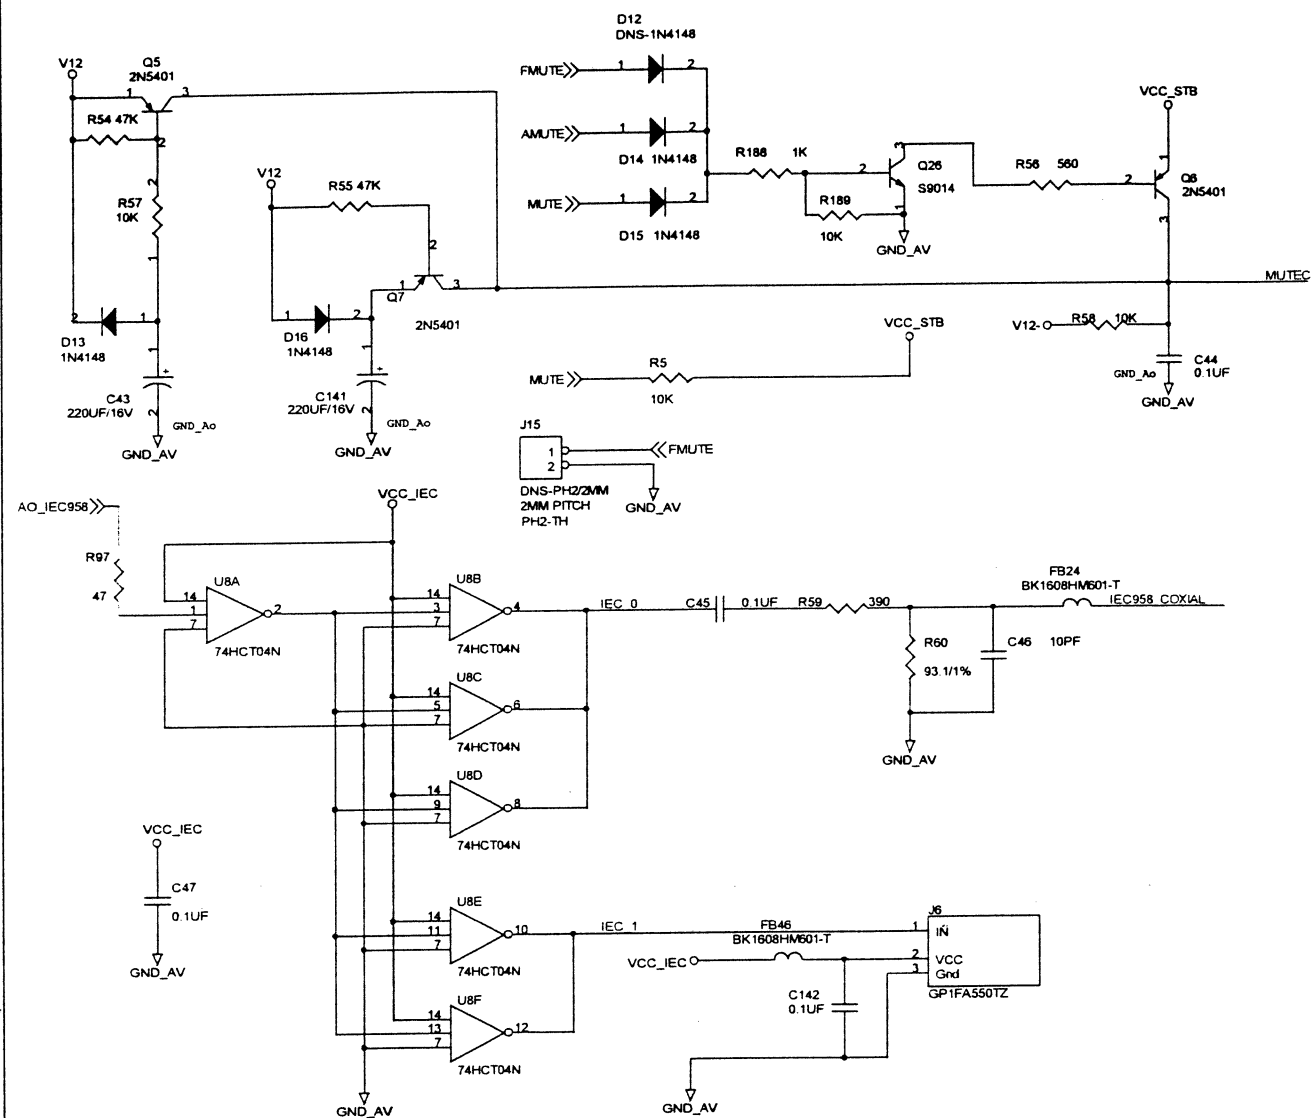 D12
DNS-1N4148
V12
Q5
2N5401
FMUTE
1
2
1
3
VCC_STB
R54 47K
AMUTE
1
2
3
2
D14 1N4148
R188 1K
Q26
R56 560
1
V12
2
2
S9014
2
Q6
2N5401
R55 47K
R57
10K
MUTE
1
2
R189
1
3
D15 1N4148
10K
GND_AV
2
1
1
3
MUTEC
Q7
2
1
1
2
2N5401
VCC_STB
V12-
R58 10K
D13
1N4148
D16
1N4148
1
1
R5
C44
0.1UF
GND_Ao
MUTE
10K
+
+
C43
220UF/16V
C141
220UF/16V
GND_AV
2
GND_Ao
2
GND_Ao
J15
GND_AV
GND_AV
1
FMUTE
2
DNS-PH2/2MM
2MM PITCH
PH2-TH
GND_AV
VCC_IEC
AO_IEC958
R97
47
U8A
14
1
2
7
74HCT04N
U8B
14
3
4
7
74HCT04N
IEC_0
C45
0.1UF
R59
390
FB24
BK1608HM601-T
IEC958_COXIAL
R60
93.1/1%
C46
10PF
GND_AV
U8C
14
5
6
7
74HCT04N
U8D
14
9
8
7
74HCT04N
VCC_IEC
C47
0.1UF
GND_AV
U8E
14
11
10
7
74HCT04N
IEC_1
FB46
BK1608HM601-T
VCC_IEC
J6
1
IN
2
VCC
3
Gnd
GP1FA550TZ
C142
0.1UF
U8F
14
13
12
7
74HCT04N
GND_AV
GND_AV